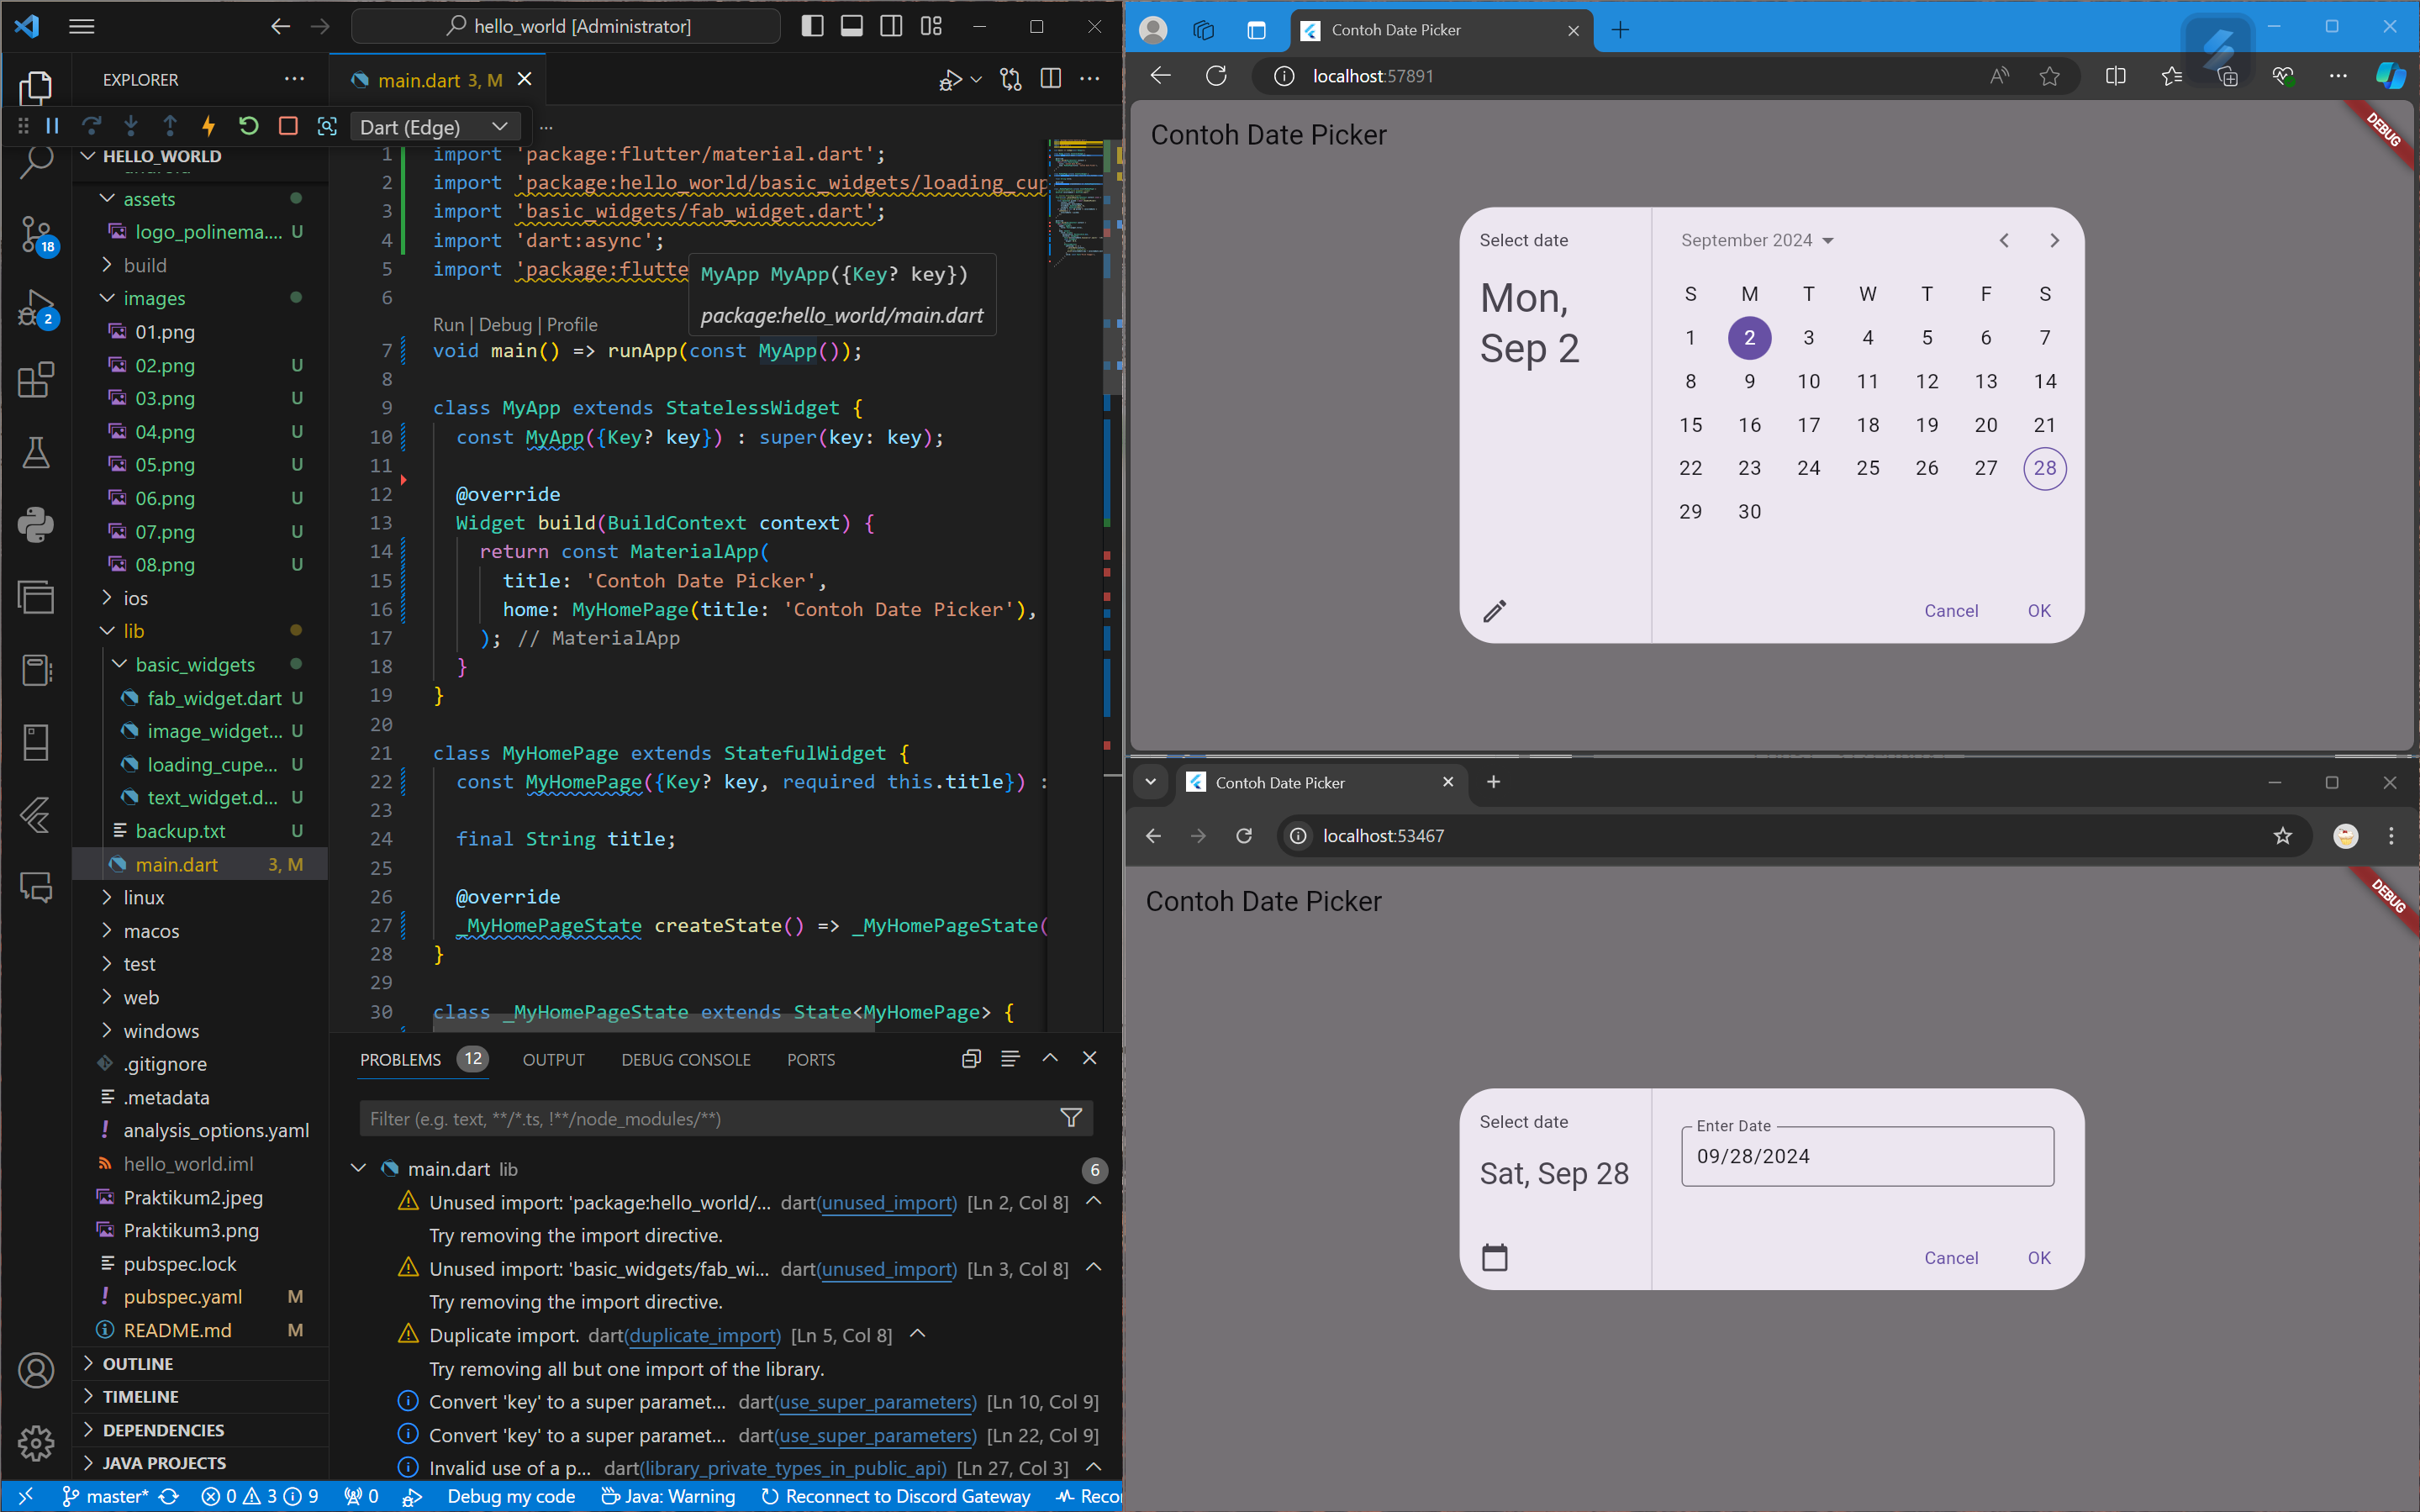 hello_world [Administrator]
EXPLORER
main.dart 3, M
Dart (Edge)
HELLO_WORLD
assets
logo_polinema.... U
build
images
01.png
02.png U
03.png U
04.png U
05.png U
06.png U
07.png U
08.png U
ios
lib
basic_widgets
fab_widget.dart U
image_widget... U
loading_cupe... U
text_widget.d... U
backup.txt U
main.dart 3, M
linux
macos
test
web
windows
.gitignore
.metadata
analysis_options.yaml
hello_world.iml
Praktikum2.jpeg
Praktikum3.png
pubspec.lock
pubspec.yaml M
README.md M
OUTLINE
TIMELINE
DEPENDENCIES
JAVA PROJECTS
18
2
1 import 'package:flutter/material.dart';
2 import 'package:hello_world/basic_widgets/loading_cup
3 import 'basic_widgets/fab_widget.dart';
4 import 'dart:async';
5 import 'package:flutte
MyApp MyApp({Key? key})
package:hello_world/main.dart
6
Run | Debug | Profile
7 void main() => runApp(const MyApp());
8
9 class MyApp extends StatelessWidget {
10 const MyApp({Key? key}) : super(key: key);
11
12 @override
13 Widget build(BuildContext context) {
14 return const MaterialApp(
15 title: 'Contoh Date Picker',
16 home: MyHomePage(title: 'Contoh Date Picker'),
17 ); // MaterialApp
18 }
19 }
20
21 class MyHomePage extends StatefulWidget {
22 const MyHomePage({Key? key, required this.title}) :
23
24 final String title;
25
26 @override
27 _MyHomePageState createState() => _MyHomePageState(
28 }
29
30 class _MyHomePageState extends State<MyHomePage> {
PROBLEMS 12 OUTPUT DEBUG CONSOLE PORTS
Filter (e.g. text, **/*.ts, !**/node_modules/**)
main.dart lib 6
Unused import: 'package:hello_world/... dart(unused_import) [Ln 2, Col 8]
Try removing the import directive.
Unused import: 'basic_widgets/fab_wi... dart(unused_import) [Ln 3, Col 8]
Try removing the import directive.
Duplicate import. dart(duplicate_import) [Ln 5, Col 8]
Try removing all but one import of the library.
Convert 'key' to a super paramet... dart(use_super_parameters) [Ln 10, Col 9]
Convert 'key' to a super paramet... dart(use_super_parameters) [Ln 22, Col 9]
Invalid use of a p... dart(library_private_types_in_public_api) [Ln 27, Col 3]
master* 0 3 9 0 Debug my code Java: Warning Reconnect to Discord Gateway Reco
Contoh Date Picker
localhost:57891
Contoh Date Picker
DEBUG
Select date
Mon,
Sep 2
September 2024
S M T W T F S
1 2 3 4 5 6 7
8 9 10 11 12 13 14
15 16 17 18 19 20 21
22 23 24 25 26 27 28
29 30
Cancel OK
Contoh Date Picker
localhost:53467
Contoh Date Picker
DEBUG
Select date
Sat, Sep 28
Enter Date
09/28/2024
Cancel OK